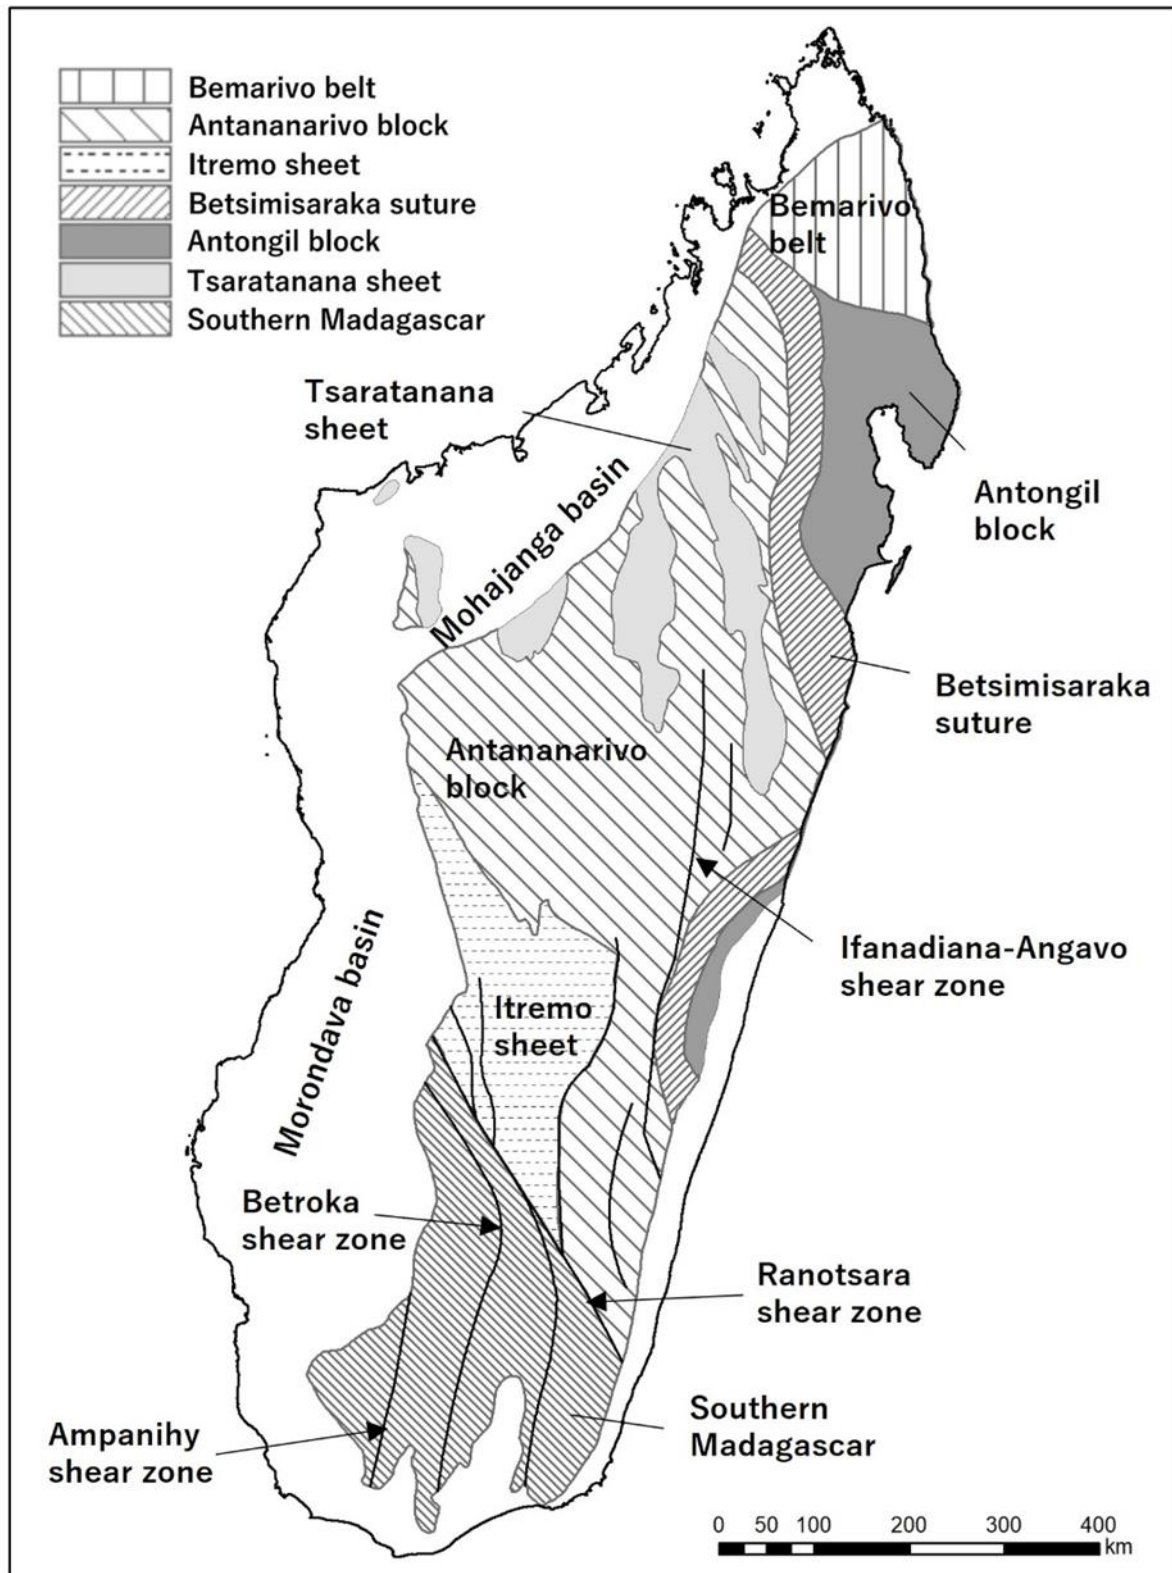 Bemarivo belt
Antananarivo block
Itremo sheet
Betsimisaraka suture
Antongil block
Tsaratanana sheet
Southern Madagascar
Bemarivo
belt
Tsaratanana
sheet
Mohajanga basin
Antongil
block
Betsimisaraka
suture
Antananarivo
block
Ifanadiana-Angavo
shear zone
Morondava basin
Itremo
sheet
Betroka
shear zone
Ranotsara
shear zone
Southern
Madagascar
Ampanihy
shear zone
0 50 100 200 300 400
km